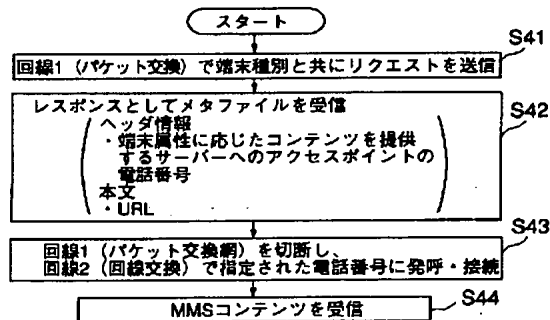 スタート
S41
回線1（パケット交換）で端末種別と共にリクエストを送信
S42
レスポンスとしてメタファイルを受信
ヘッダ情報
・端末属性に応じたコンテンツを提供
するサーバーへのアクセスポイントの
電話番号
本文
・URL
S43
回線1（パケット交換網）を切断し、
回線2（回線交換）で指定された電話番号に発呼・接続
S44
MMSコンテンツを受信